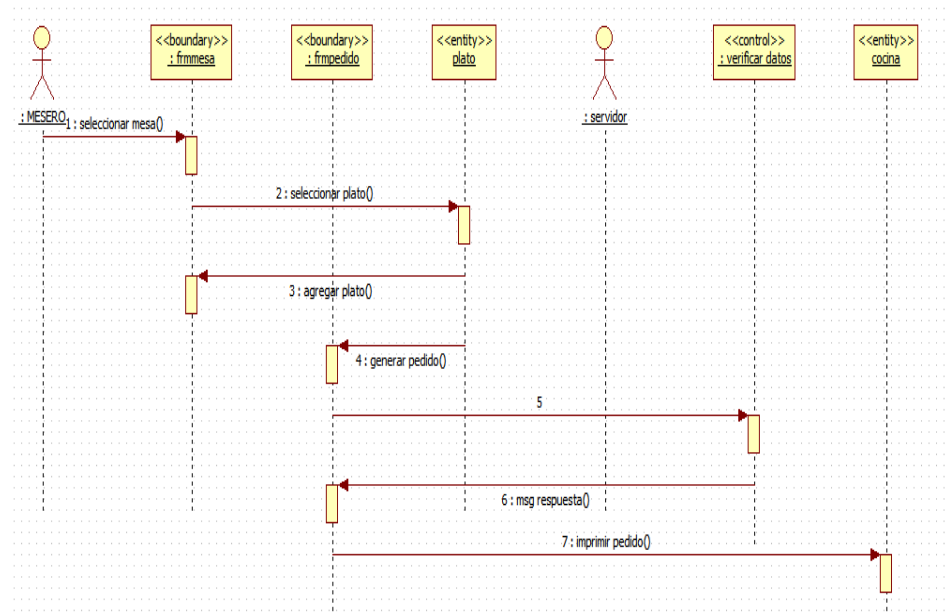 <<boundary>>
: frmmesa
<<boundary>>
: frmpedido
<<entity>>
plato
<<control>>
: verificar datos
<<entity>>
cocina
: MESERO
: servidor
1 : seleccionar mesa()
2 : seleccionar plato()
3 : agregar plato()
4 : generar pedido()
5
6 : msg respuesta()
7 : imprimir pedido()